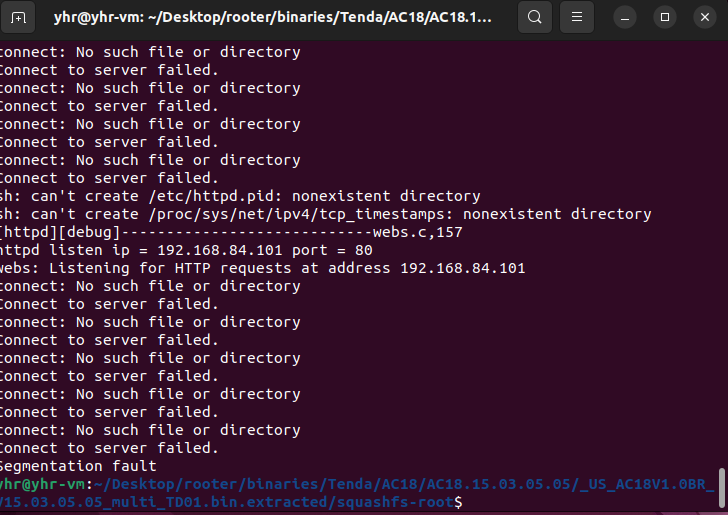 yhr@yhr-vm: ~/Desktop/rooter/binaries/Tenda/AC18/AC18.1...
connect: No such file or directory
Connect to server failed.
connect: No such file or directory
Connect to server failed.
connect: No such file or directory
Connect to server failed.
connect: No such file or directory
Connect to server failed.
sh: can't create /etc/httpd.pid: nonexistent directory
sh: can't create /proc/sys/net/ipv4/tcp_timestamps: nonexistent directory
[httpd][debug]----------------------------webs.c,157
httpd listen ip = 192.168.84.101 port = 80
webs: Listening for HTTP requests at address 192.168.84.101
connect: No such file or directory
Connect to server failed.
connect: No such file or directory
Connect to server failed.
connect: No such file or directory
Connect to server failed.
connect: No such file or directory
Connect to server failed.
connect: No such file or directory
Connect to server failed.
Segmentation fault
yhr@yhr-vm:~/Desktop/rooter/binaries/Tenda/AC18/AC18.15.03.05.05/_US_AC18V1.0BR_
V15.03.05.05_multi_TD01.bin.extracted/squashfs-root$